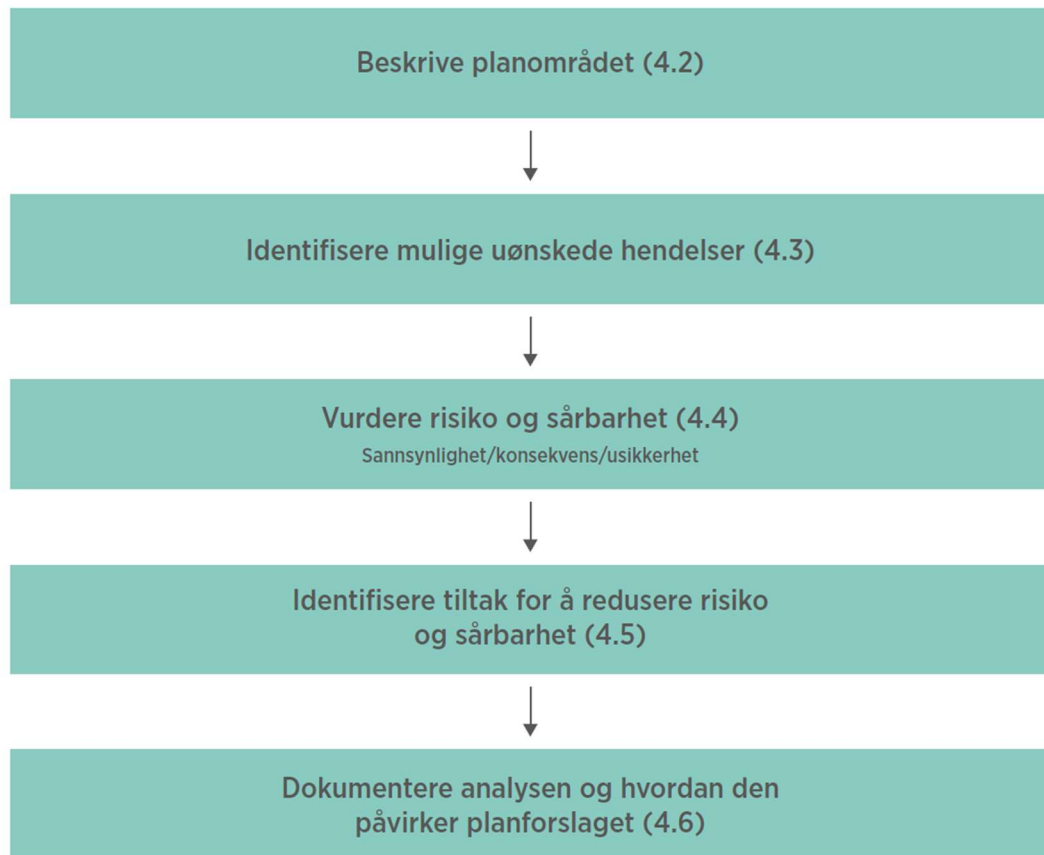 Beskrive planområdet (4.2)
Identifisere mulige uønskede hendelser (4.3)
Vurdere risiko og sårbarhet (4.4)
Sannsynlighet/konsekvens/usikkerhet
Identifisere tiltak for å redusere risiko
og sårbarhet (4.5)
Dokumentere analysen og hvordan den
påvirker planforslaget (4.6)